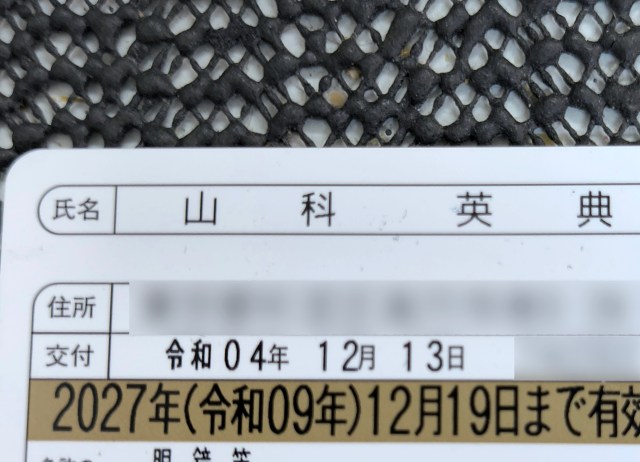 氏名 山科 英典
住所
交付 令和04年 12月 13日
2027年(令和09年)12月19日まで有効